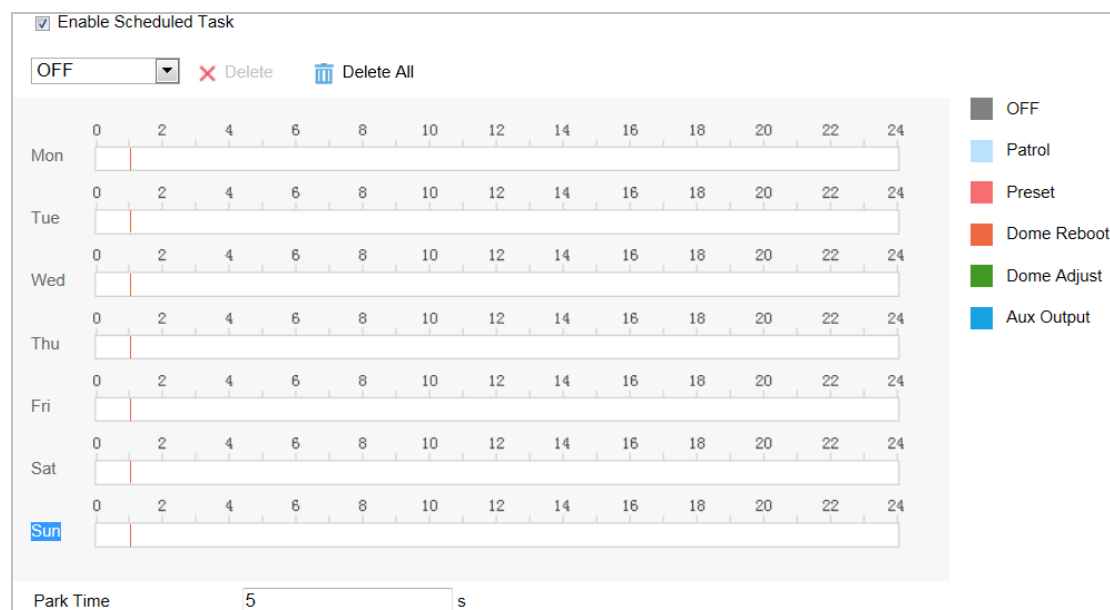 Enable Scheduled Task
OFF Delete Delete All
0 2 4 6 8 10 12 14 16 18 20 22 24
Mon
0 2 4 6 8 10 12 14 16 18 20 22 24
Tue
0 2 4 6 8 10 12 14 16 18 20 22 24
Wed
0 2 4 6 8 10 12 14 16 18 20 22 24
Thu
0 2 4 6 8 10 12 14 16 18 20 22 24
Fri
0 2 4 6 8 10 12 14 16 18 20 22 24
Sat
0 2 4 6 8 10 12 14 16 18 20 22 24
Sun
OFF
Patrol
Preset
Dome Reboot
Dome Adjust
Aux Output
Park Time 5 s